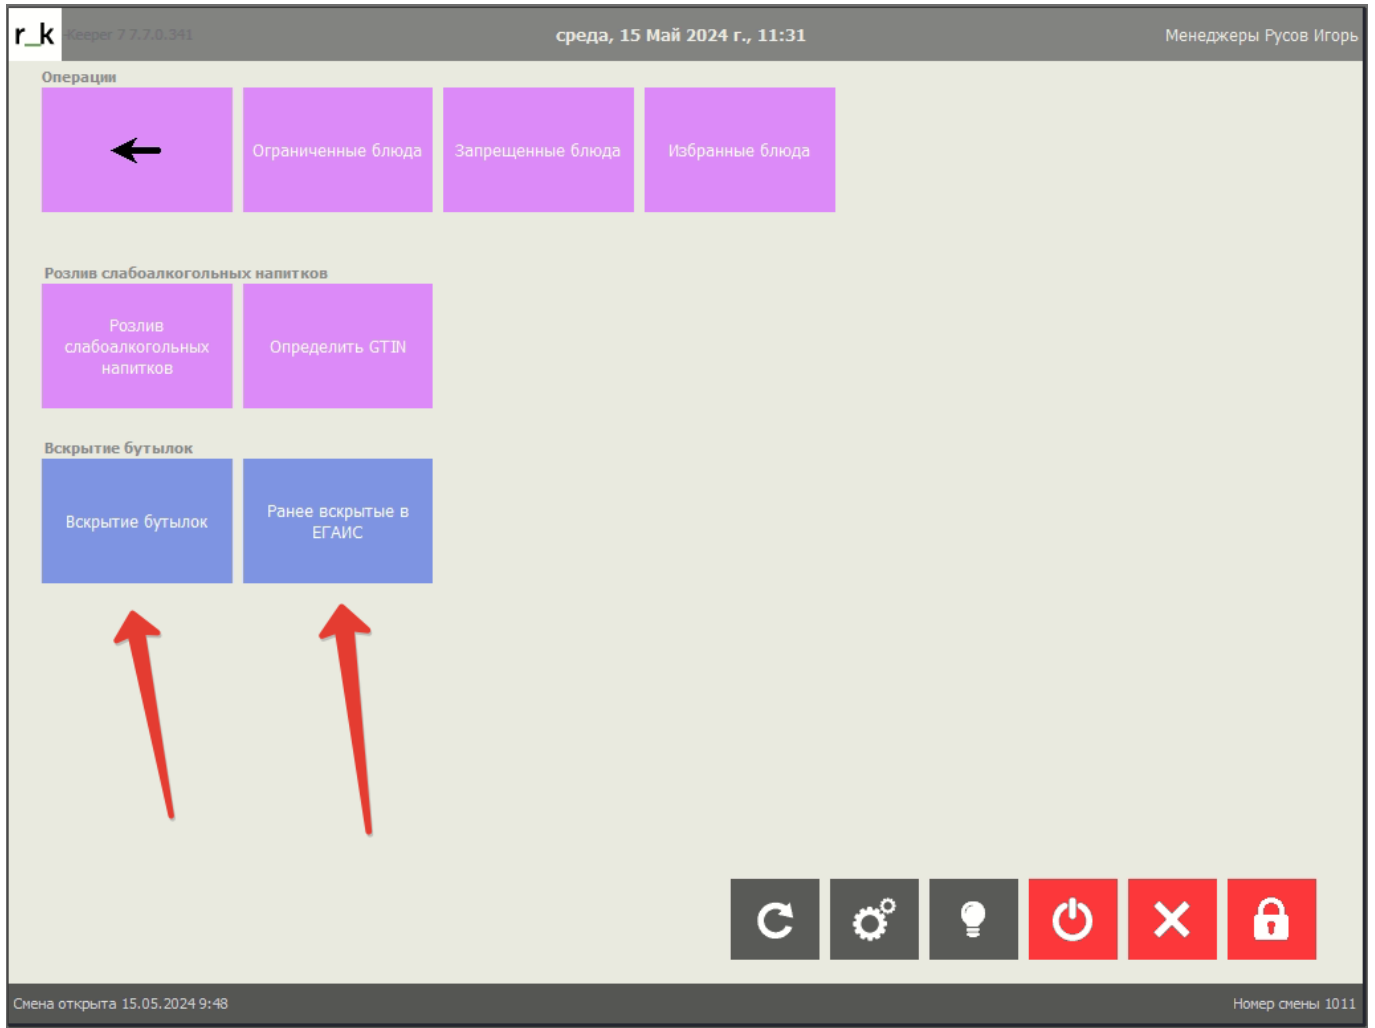 r_k
-Keeper 7 7.7.0.341
среда, 15 Май 2024 г., 11:31
Менеджеры Русов Игорь
Операции
Ограниченные блюда
Запрещенные блюда
Избранные блюда
Розлив слабоалкогольных напитков
Розлив
слабоалкогольных
напитков
Определить GTIN
Вскрытие бутылок
Вскрытие бутылок
Ранее вскрытые в
ЕГАИС
Смена открыта 15.05.2024 9:48
Номер смены 1011